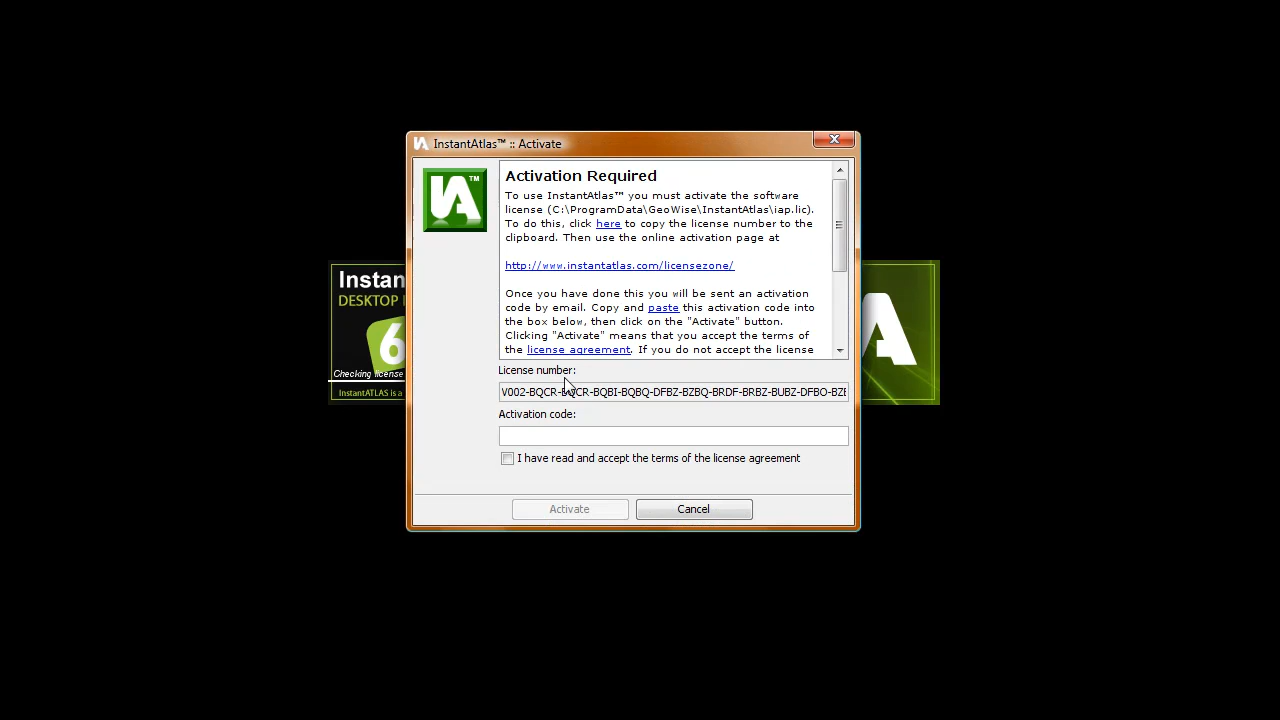 InstantAtlas™ :: Activate
™
Activation Required
To use InstantAtlas™ you must activate the software
license (C:\ProgramData\GeoWise\InstantAtlas\iap.lic).
To do this, click here to copy the license number to the
clipboard. Then use the online activation page at
http://www.instantatlas.com/licensezone/
Once you have done this you will be sent an activation
code by email. Copy and paste this activation code into
the box below, then click on the "Activate" button.
Clicking "Activate" means that you accept the terms of
the license agreement. If you do not accept the license
Instan
DESKTOP
6
Checking license
InstantATLAS is a
License number:
Activation code:
I have read and accept the terms of the license agreement
Activate
Cancel